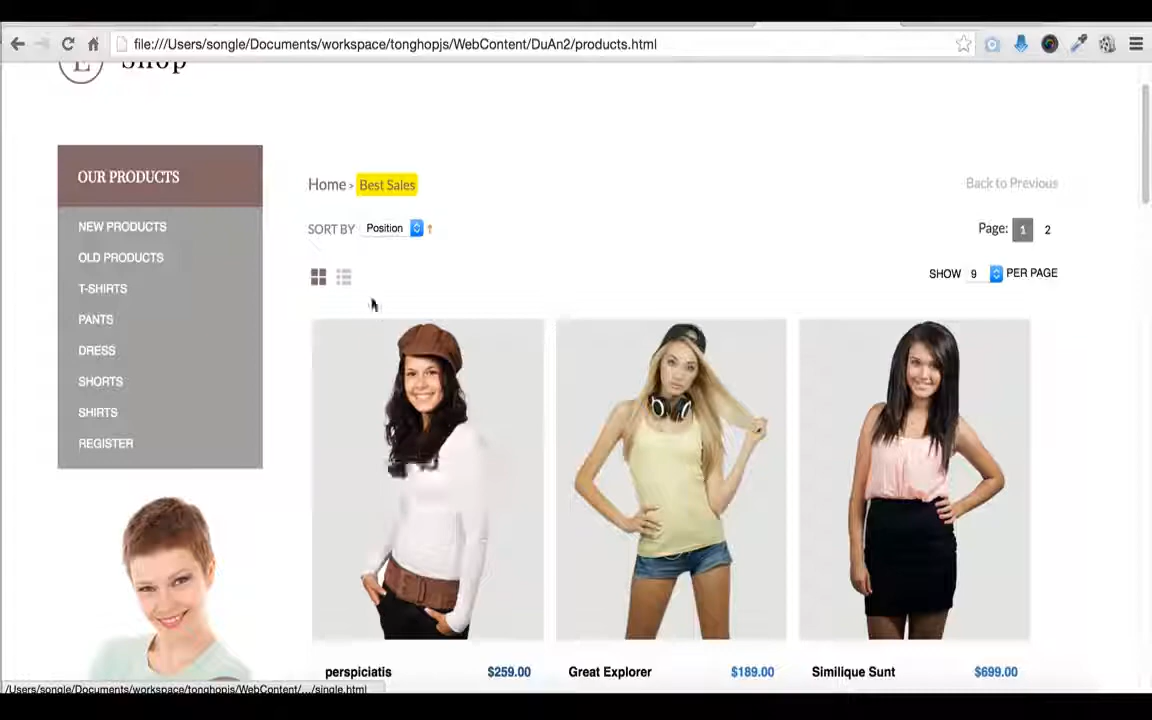 file:///Users/songle/Documents/workspace/tonghopjs/WebContent/DuAn2/products.html
E Shop
OUR PRODUCTS
NEW PRODUCTS
OLD PRODUCTS
T-SHIRTS
PANTS
DRESS
SHORTS
SHIRTS
REGISTER
Home > Best Sales
Back to Previous
SORT BY Position ↑
Page: 1 2
SHOW 9 PER PAGE
perspiciatis $259.00
Great Explorer $189.00
Similique Sunt $699.00
/Users/songle/Documents/workspace/tonghopjs/WebContent/.../single.html